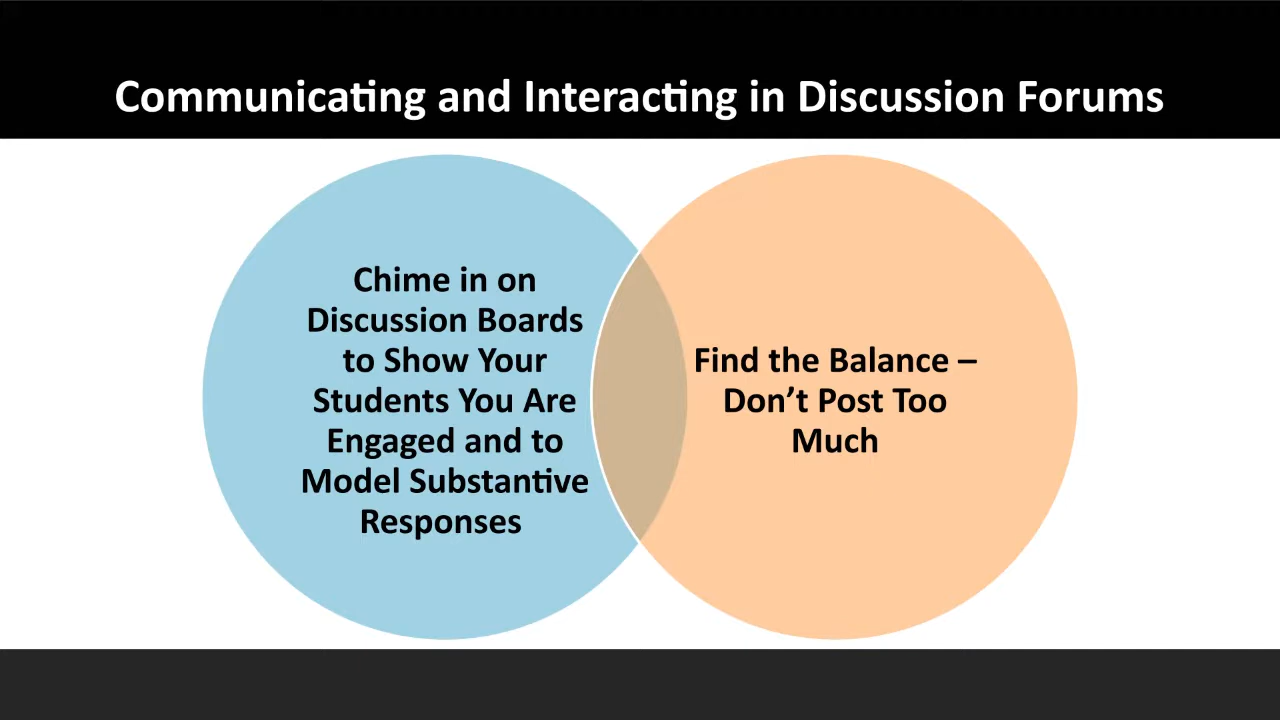 Communicating and Interacting in Discussion Forums
Chime in on
Discussion Boards
to Show Your
Students You Are
Engaged and to
Model Substantive
Responses
Find the Balance –
Don’t Post Too
Much